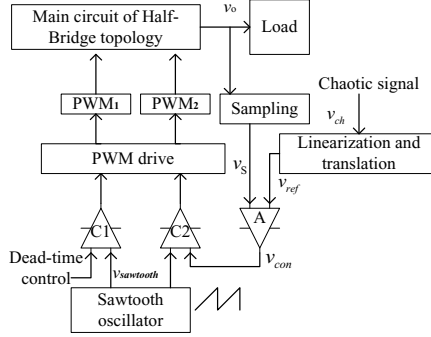 Main circuit of Half-
Bridge topology
vo
Load
PWM1
PWM2
Sampling
Chaotic signal
vch
Linearization and
translation
PWM drive
vS
vref
A
C1
C2
Dead-time
control
vsawtooth
vcon
Sawtooth
oscillator